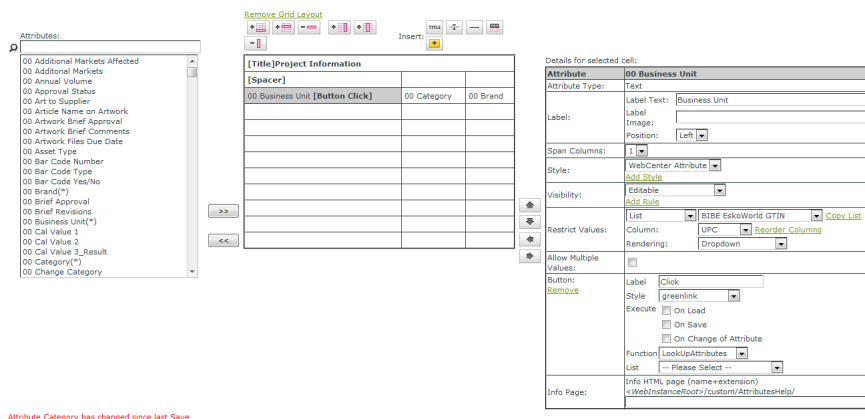 Remove Grid Layout
Attributes:
Insert:
Title
00 Additional Markets Affected
00 Additonal Markets
00 Annual Volume
00 Approval Status
00 Art to Supplier
00 Article Name on Artwork
00 Artwork Brief Approval
00 Artwork Brief Comments
00 Artwork Files Due Date
00 Asset Type
00 Bar Code Number
00 Bar Code Type
00 Bar Code Yes/No
00 Brand(*)
00 Brief Approval
00 Brief Revisions
00 Business Unit(*)
00 Cal Value 1
00 Cal Value 2
00 Cal Value 3_Result
00 Category(*)
00 Change Category
>>
<<
[Title]Project Information
[Spacer]
00 Business Unit [Button Click] 00 Category 00 Brand
Details for selected cell:
Attribute 00 Business Unit
Attribute Type: Text
Label: Label Text: Business Unit
Label Image:
Position: Left
Span Columns: 1
Style: WebCenter Attribute
Add Style
Visibility: Editable
Add Rule
Restrict Values: List BIBE EskoWorld GTIN Copy List
Column: UPC Reorder Columns
Rendering: Dropdown
Allow Multiple Values:
Button: Label Click
Remove
Style greenlink
Execute On Load
On Save
On Change of Attribute
Function LookUpAttributes
List -- Please Select --
Info Page: Info HTML page (name+extension)
<WebInstanceRoot>/custom/AttributesHelp/
Attribute Category has changed since last Save.